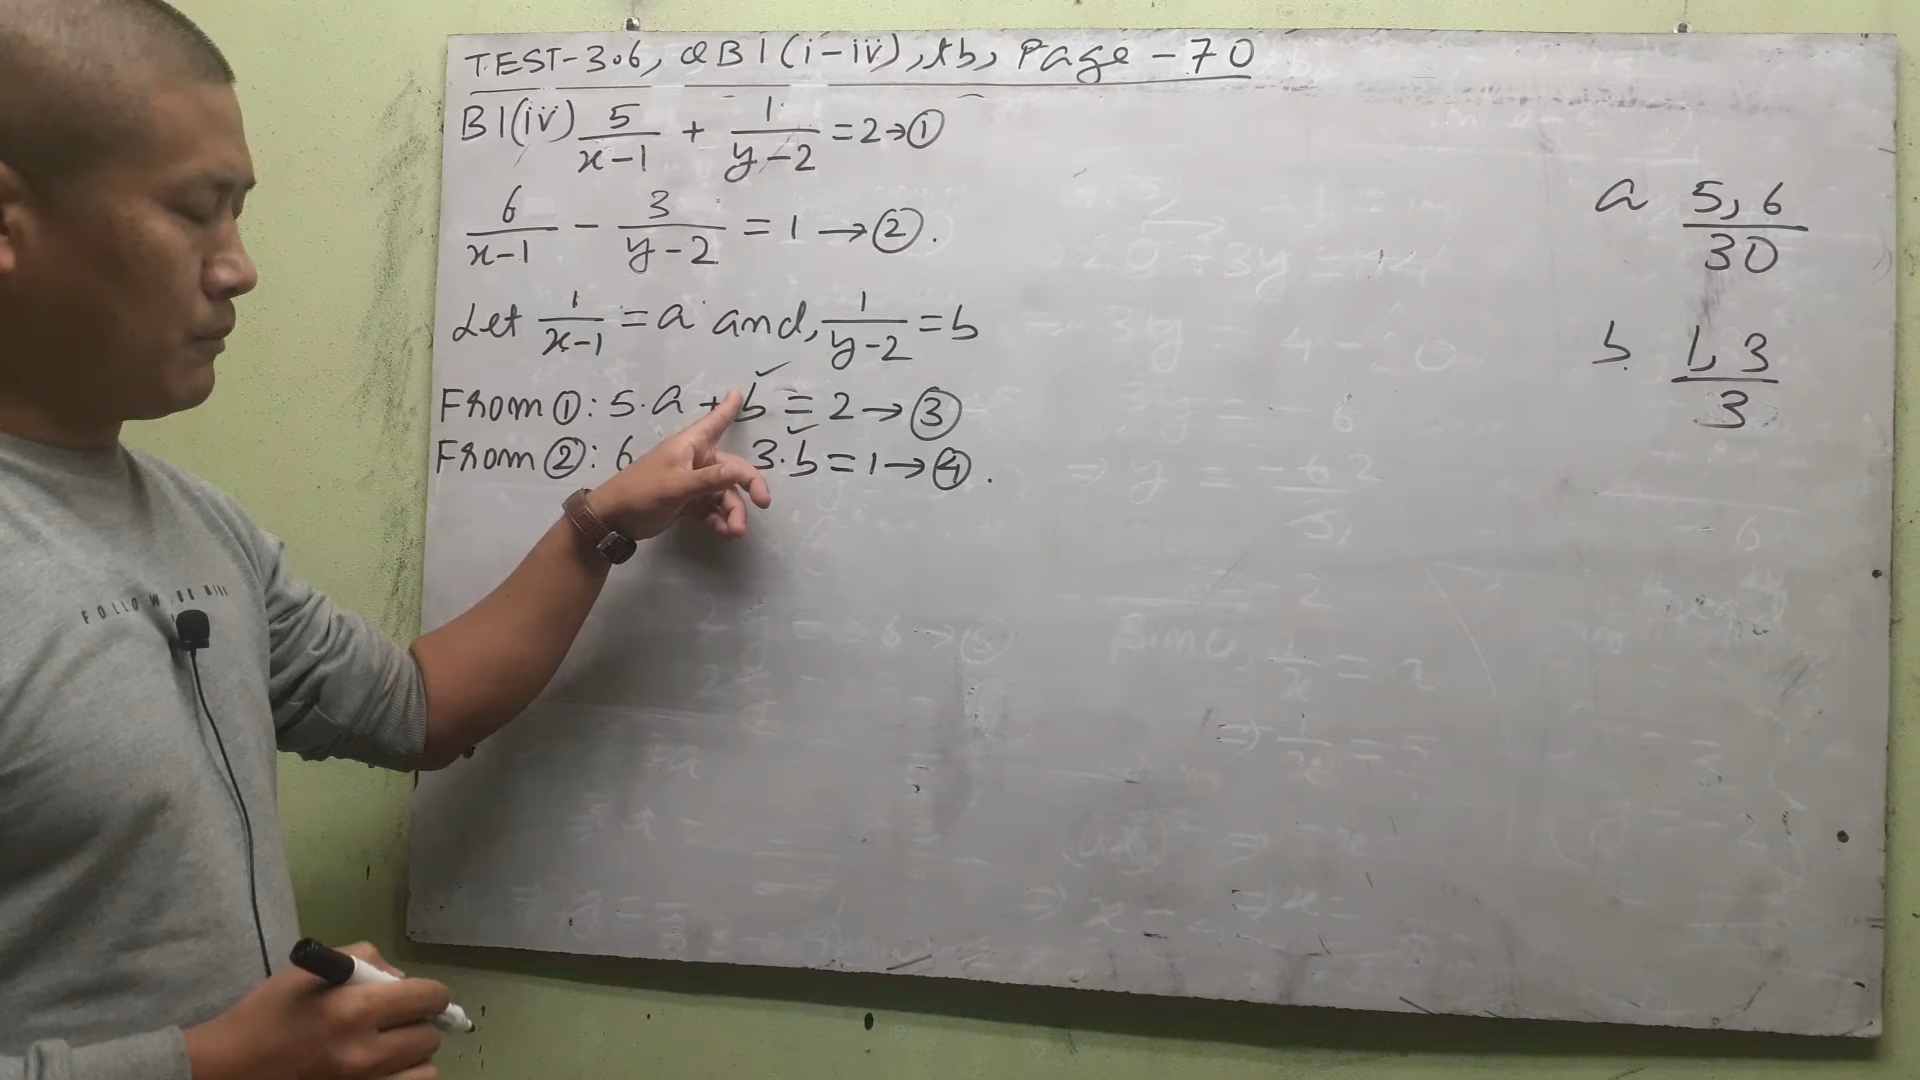 TEST-3.6, QB1(i-iv), tb, Page-70
B1(iv) 5/(x-1) + 1/(y-2) = 2 → ①
6/(x-1) - 3/(y-2) = 1 → ②.
Let 1/(x-1) = a and, 1/(y-2) = b
From ①: 5·a + b = 2 → ③
From ②: 6 3·b = 1 → ④.
a 5, 6
30
b. 1, 3
3
FOLLOW